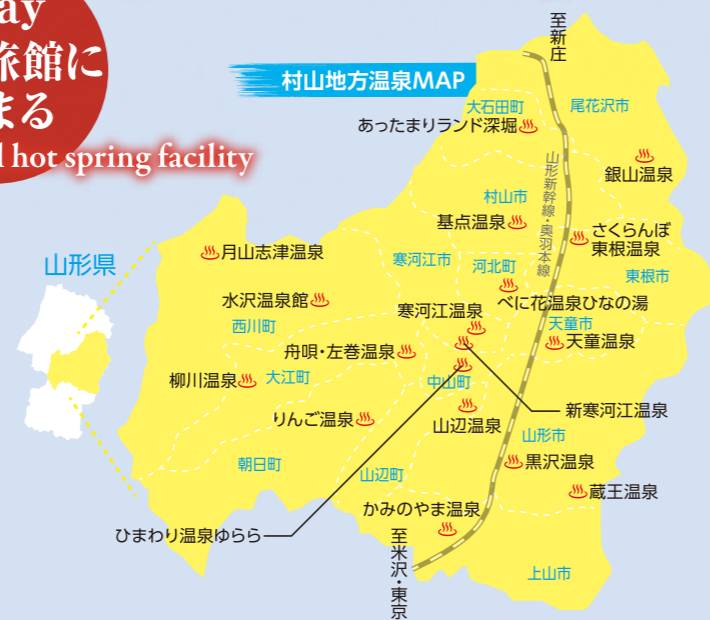 ay
旅館に
まる
l hot spring facility
村山地方温泉MAP
至新庄
大石田町
尾花沢市
あったまりランド深堀
銀山温泉
山形新幹線・奥羽本線
村山市
基点温泉
さくらんぼ
東根温泉
月山志津温泉
山形県
寒河江市
河北町
東根市
水沢温泉館
べに花温泉ひなの湯
寒河江温泉
西川町
天童市
舟唄・左巻温泉
天童温泉
柳川温泉
大江町
中山町
新寒河江温泉
りんご温泉
山辺温泉
山形市
朝日町
山辺町
黒沢温泉
蔵王温泉
かみのやま温泉
ひまわり温泉ゆらら
至米沢・東京
上山市